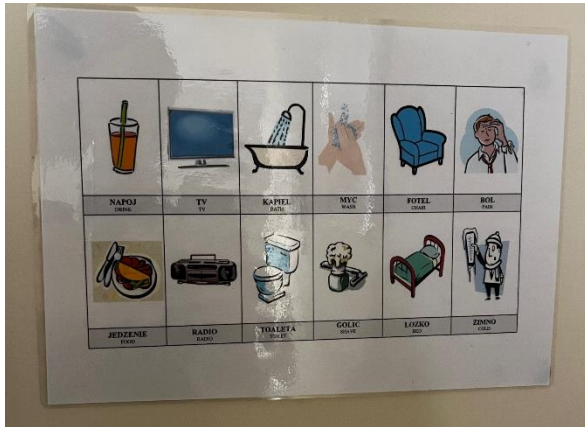 NAPOJ
DRINK
TV
TV
KAPIEL
BATH
MYC
WASH
FOTEL
CHAIR
BOL
PAIN
JEDZENIE
FOOD
RADIO
RADIO
TOALETA
TOILET
GOLIC
SHAVE
LOZKO
BED
ZIMNO
COLD